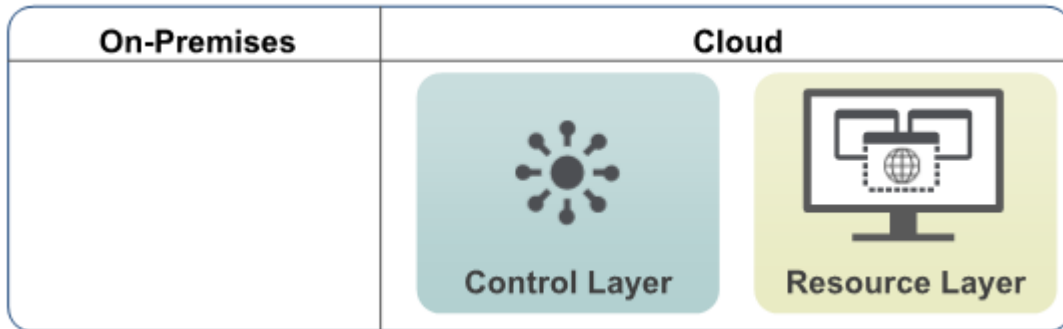 On-Premises
Cloud
Control Layer
Resource Layer